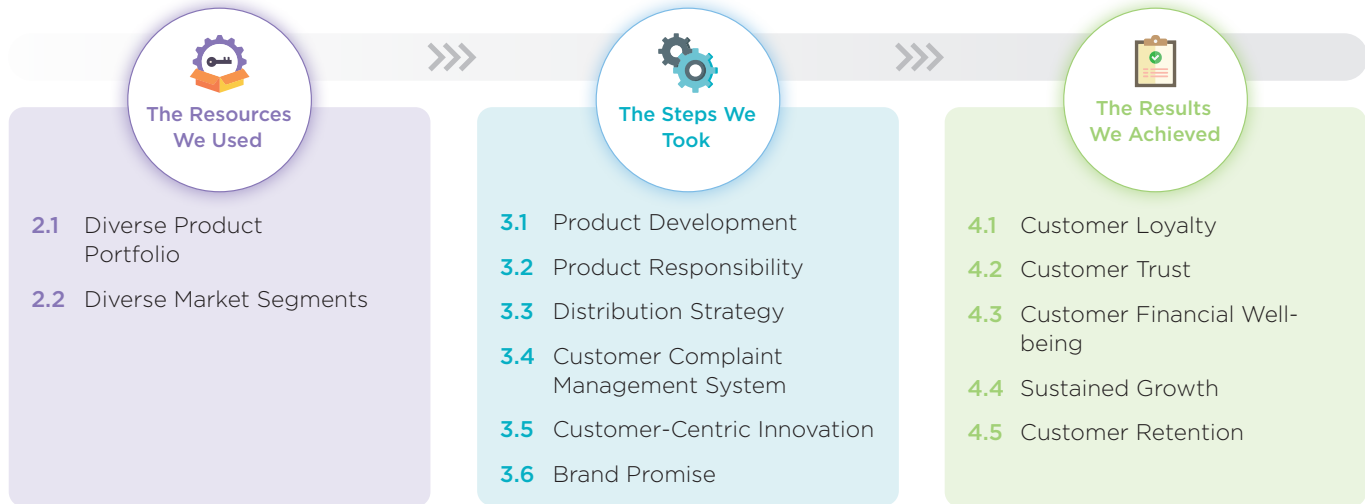 The Resources
We Used
2.1 Diverse Product
Portfolio
2.2 Diverse Market Segments
The Steps We
Took
3.1 Product Development
3.2 Product Responsibility
3.3 Distribution Strategy
3.4 Customer Complaint
Management System
3.5 Customer-Centric Innovation
3.6 Brand Promise
The Results
We Achieved
4.1 Customer Loyalty
4.2 Customer Trust
4.3 Customer Financial Well-
being
4.4 Sustained Growth
4.5 Customer Retention